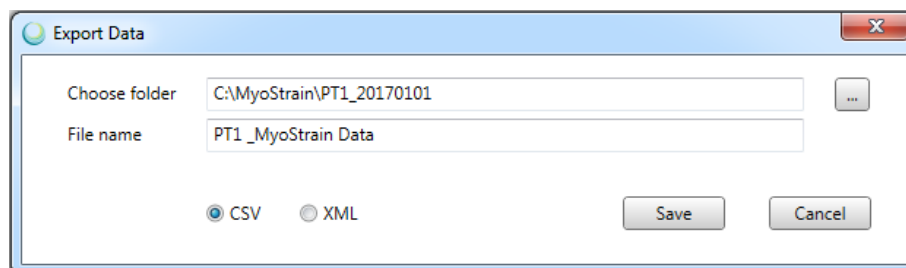 Export Data
Choose folder C:\MyoStrain\PT1_20170101 ...
File name PT1 _MyoStrain Data
CSV XML Save Cancel